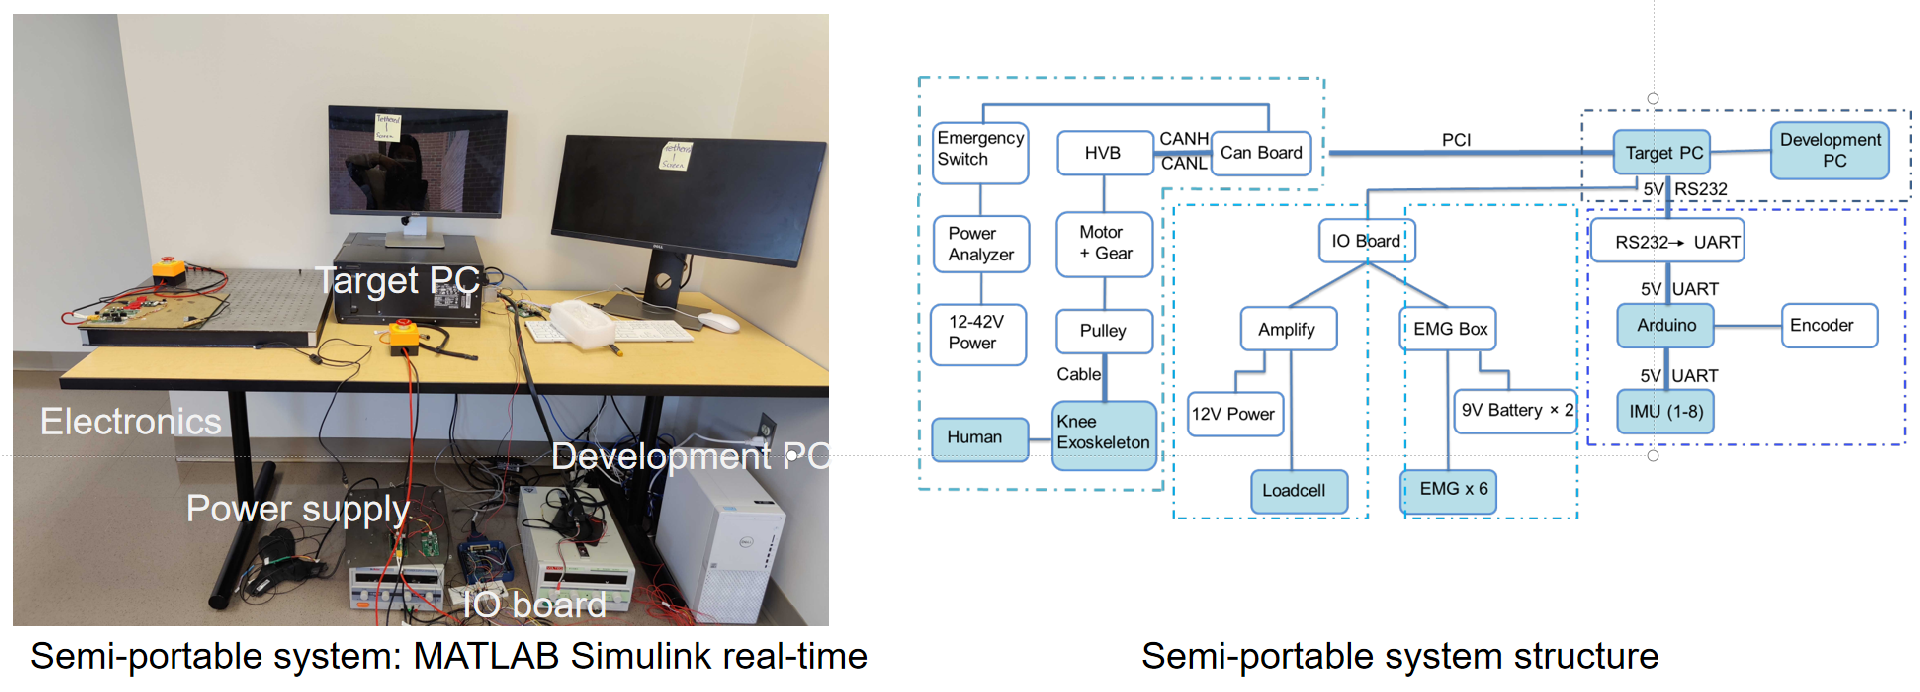 Tethered
1
Screen
Tethered
1
Screen
Target PC
Electronics
Development PC
Power supply
DELL
IO board
Semi-portable system: MATLAB Simulink real-time
Emergency
Switch
HVB
CANH
CANL
Can Board
PCI
Target PC
Development
PC
5V RS232
Power
Analyzer
Motor
+ Gear
IO Board
RS232→ UART
5V UART
12-42V
Power
Pulley
Amplify
EMG Box
Arduino
Encoder
Cable
5V UART
12V Power
9V Battery × 2
IMU (1-8)
Human
Knee
Exoskeleton
Loadcell
EMG x 6
Semi-portable system structure